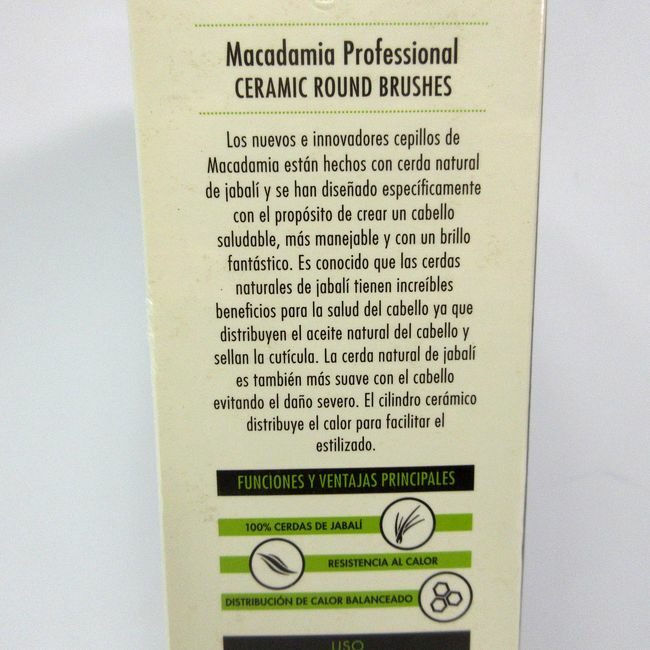 Macadamia Professional
CERAMIC ROUND BRUSHES
Los nuevos e innovadores cepillos de
Macadamia están hechos con cerda natural
de jabalí y se han diseñado específicamente
con el propósito de crear un cabello
saludable, más manejable y con un brillo
fantástico. Es conocido que las cerdas
naturales de jabalí tienen increíbles
beneficios para la salud del cabello ya que
distribuyen el aceite natural del cabello y
sellan la cutícula. La cerda natural de jabalí
es también más suave con el cabello
evitando el daño severo. El cilindro cerámico
distribuye el calor para facilitar el
estilizado.
FUNCIONES Y VENTAJAS PRINCIPALES
100% CERDAS DE JABALÍ
RESISTENCIA AL CALOR
DISTRIBUCIÓN DE CALOR BALANCEADO
USO